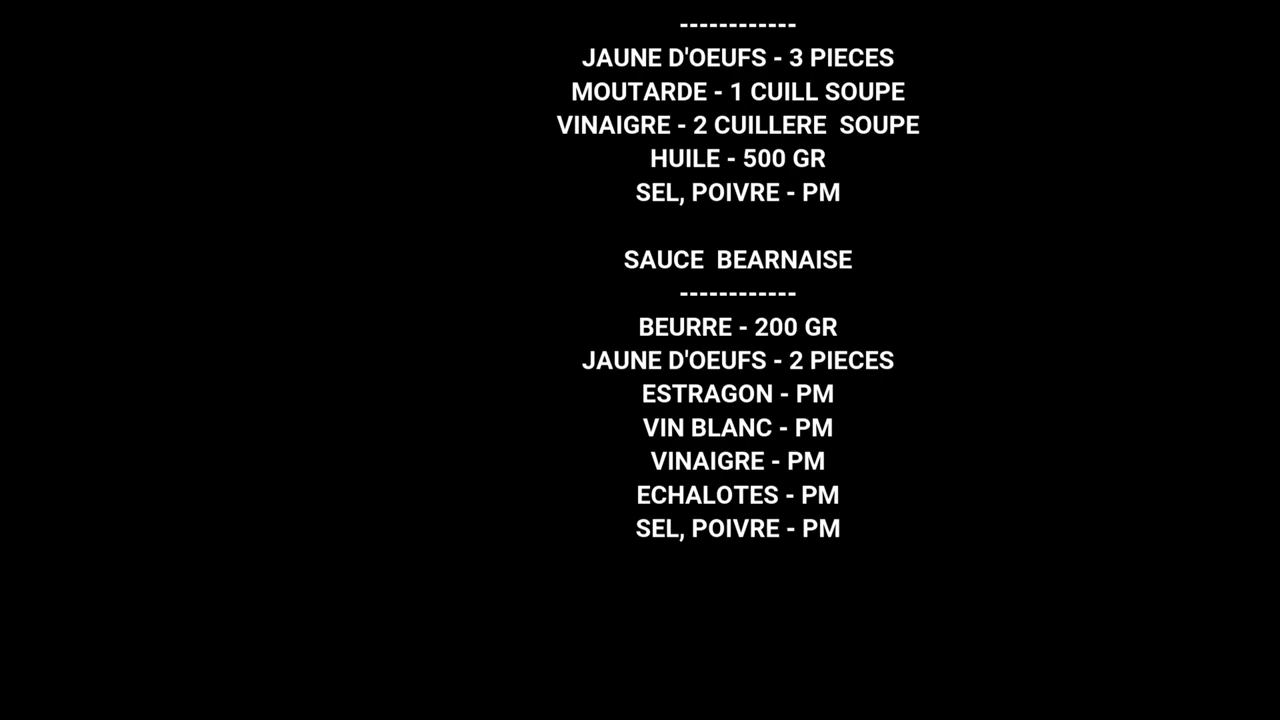 ------------
JAUNE D'OEUFS - 3 PIECES
MOUTARDE - 1 CUILL SOUPE
VINAIGRE - 2 CUILLERE  SOUPE
HUILE - 500 GR
SEL, POIVRE - PM
SAUCE  BEARNAISE
------------
BEURRE - 200 GR
JAUNE D'OEUFS - 2 PIECES
ESTRAGON - PM
VIN BLANC - PM
VINAIGRE - PM
ECHALOTES - PM
SEL, POIVRE - PM